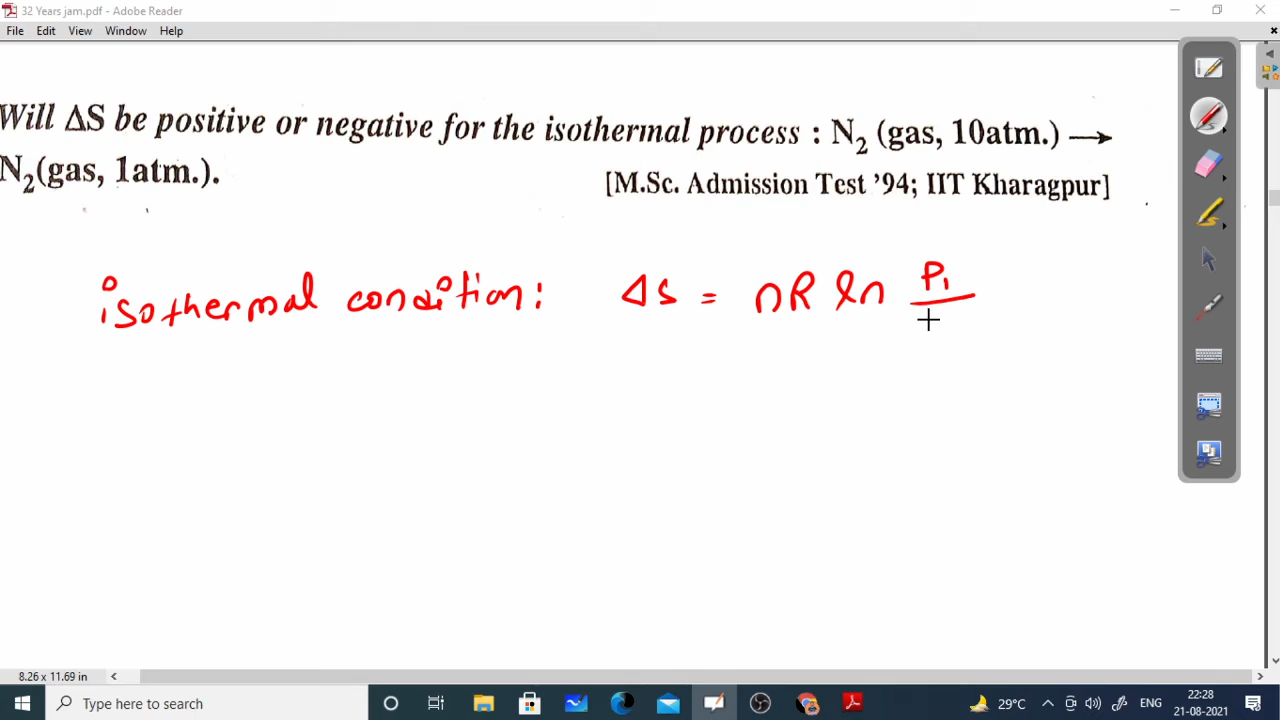 32 Years jam.pdf - Adobe Reader
File Edit View Window Help
Will ΔS be positive or negative for the isothermal process : N₂ (gas, 10atm.) ⟶
N₂(gas, 1atm.).
[M.Sc. Admission Test '94; IIT Kharagpur]
isothermal condition: ΔS = nR ln P₁
8.26 x 11.69 in
Type here to search
29°C
ENG
22:28
21-08-2021